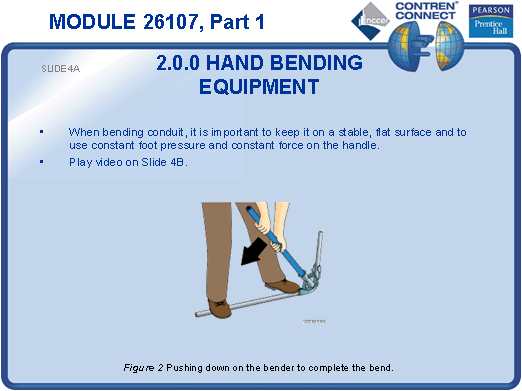 MODULE 26107, Part 1
nccer
CONTREN®
CONNECT
PEARSON
Prentice
Hall
SLIDE 4A
2.0.0 HAND BENDING
EQUIPMENT
• When bending conduit, it is important to keep it on a stable, flat surface and to
use constant foot pressure and constant force on the handle.
• Play video on Slide 4B.
Figure 2 Pushing down on the bender to complete the bend.